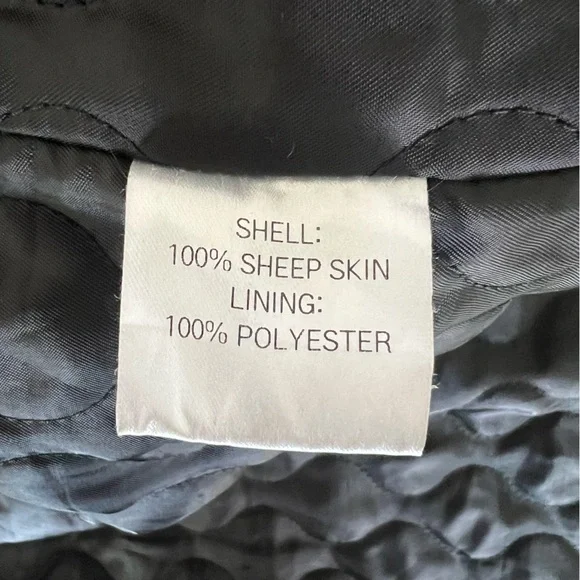 SHELL:
100% SHEEP SKIN
LINING:
100% POLYESTER